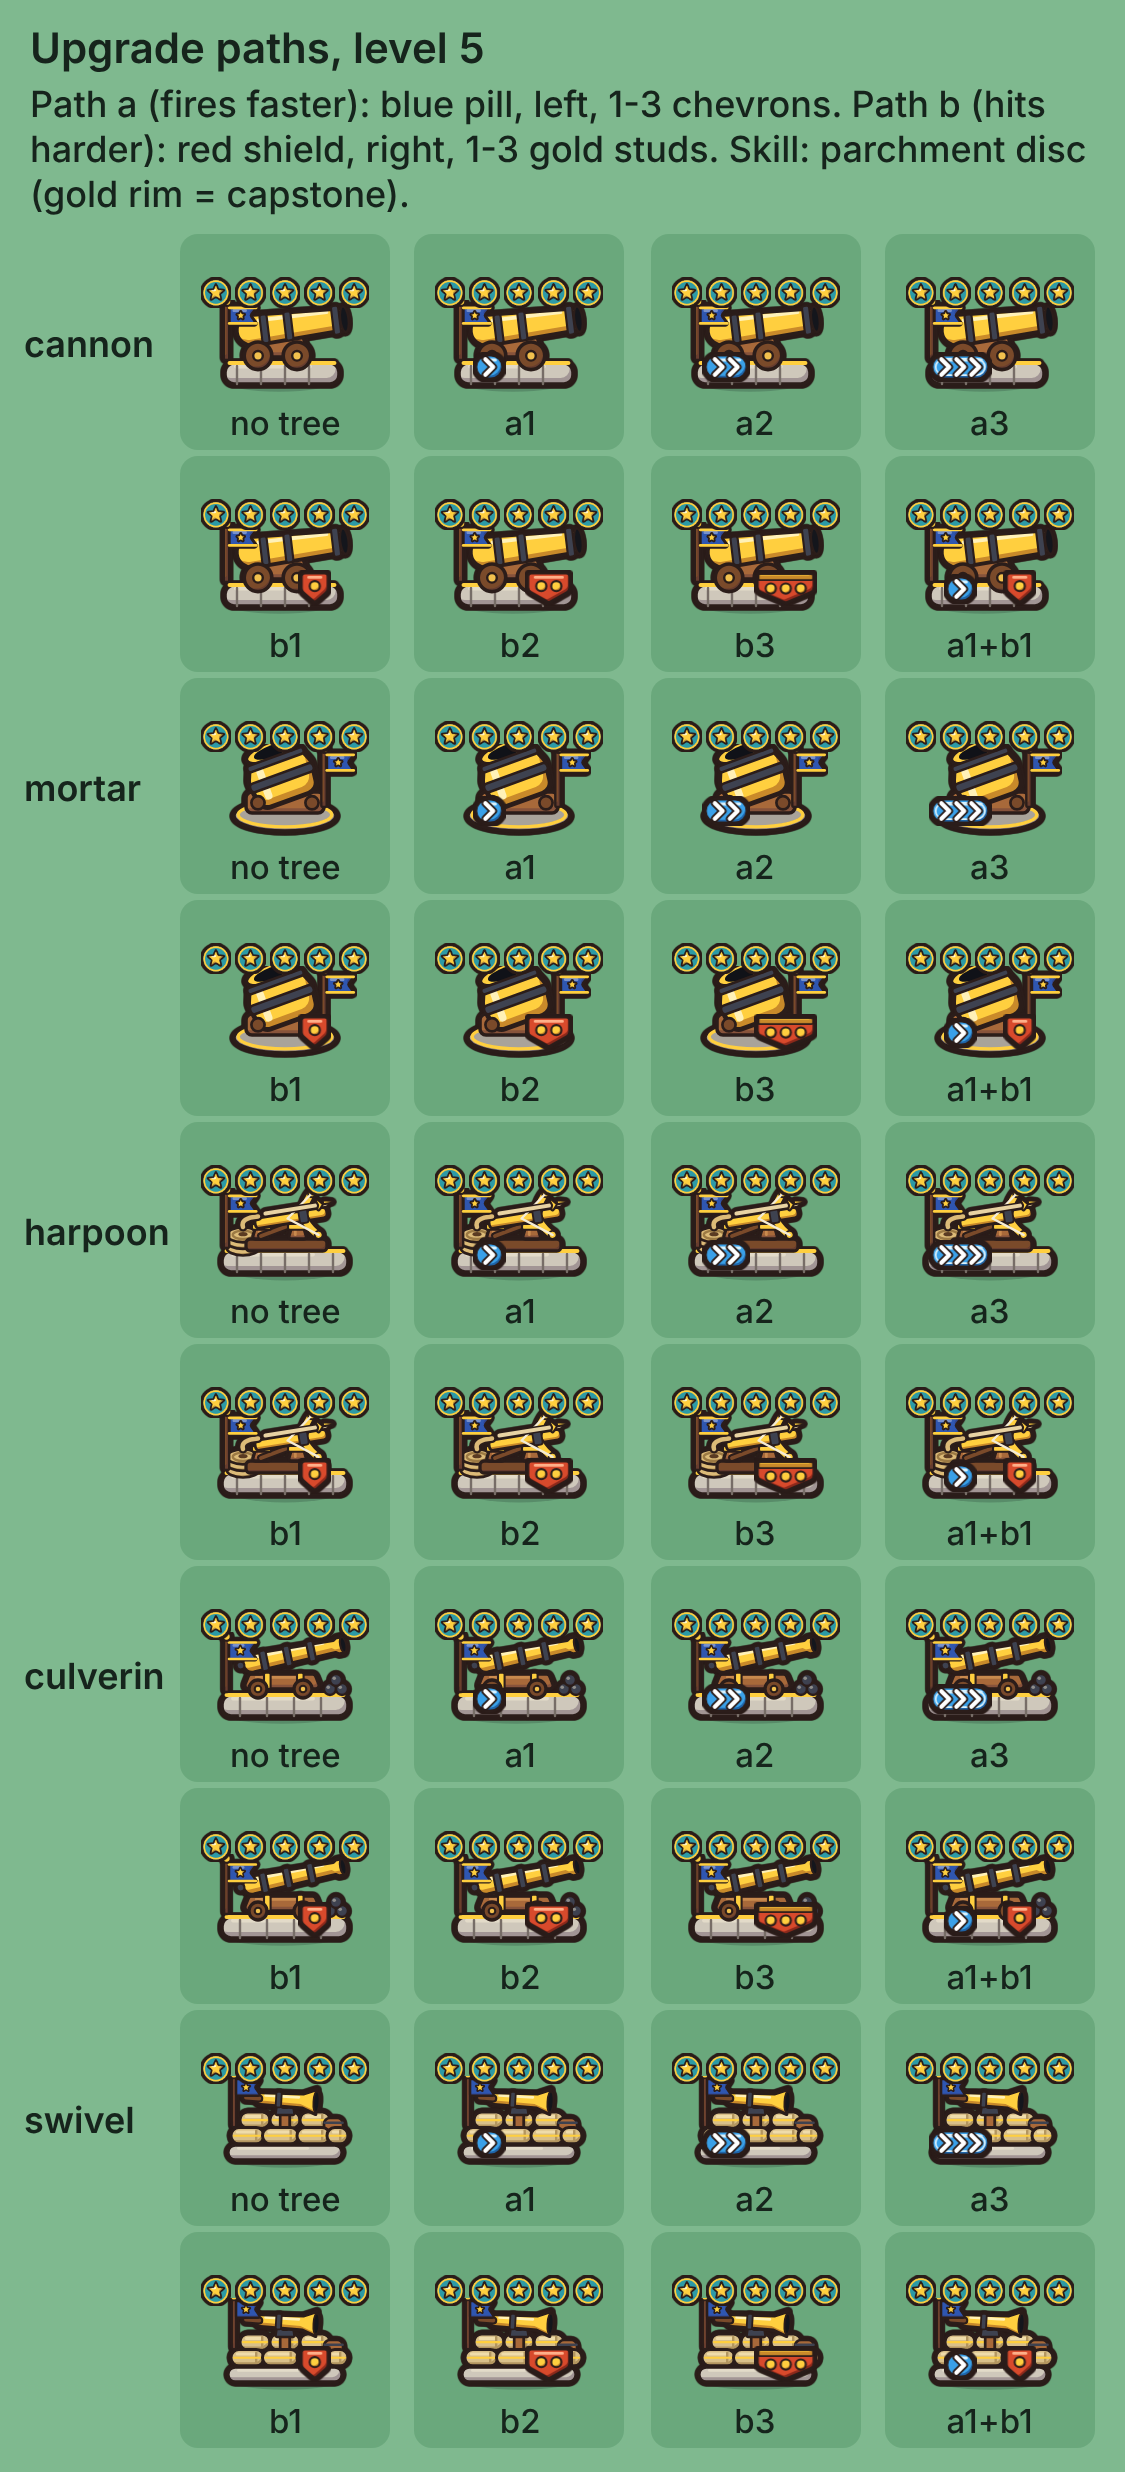 Upgrade paths, level 5
Path a (fires faster): blue pill, left, 1-3 chevrons. Path b (hits
harder): red shield, right, 1-3 gold studs. Skill: parchment disc
(gold rim = capstone).
cannon
no tree a1 a2 a3
b1 b2 b3 a1+b1
mortar
no tree a1 a2 a3
b1 b2 b3 a1+b1
harpoon
no tree a1 a2 a3
b1 b2 b3 a1+b1
culverin
no tree a1 a2 a3
b1 b2 b3 a1+b1
swivel
no tree a1 a2 a3
b1 b2 b3 a1+b1